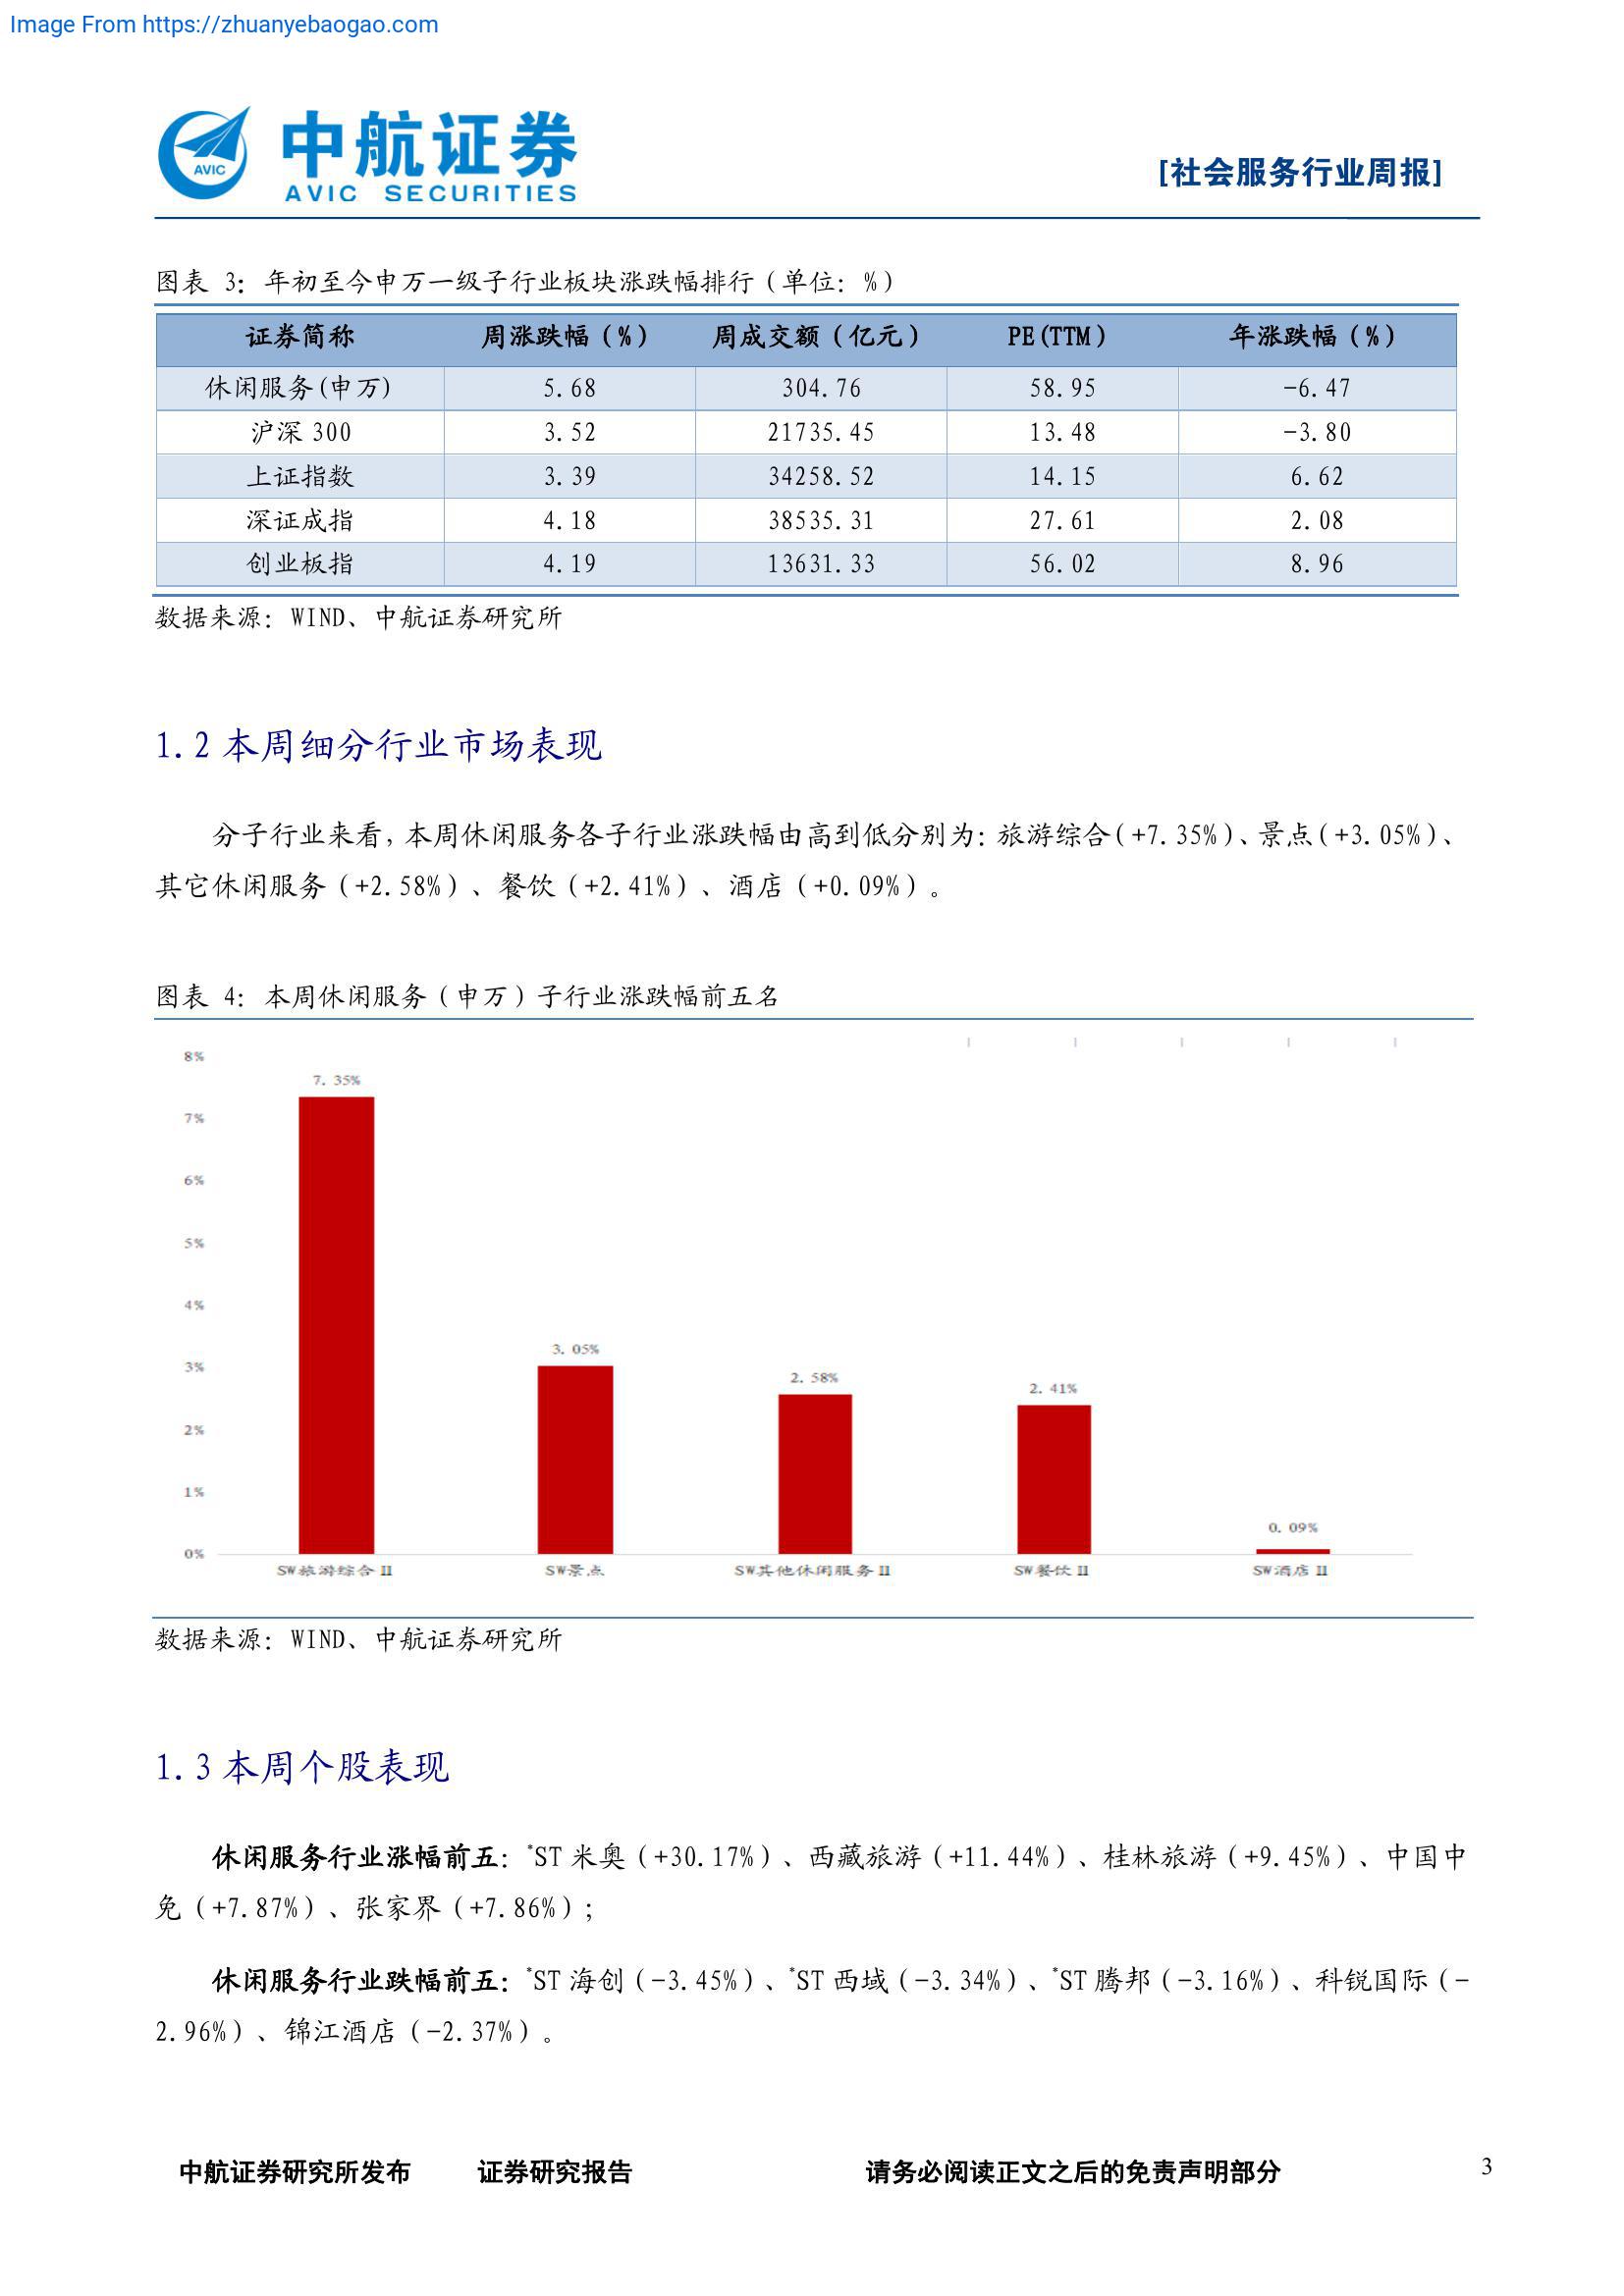 Image From https://zhuanyebaogao.com
AVIC
中航证券
AVIC SECURITIES
[社会服务行业周报]
图表 3：年初至今申万一级子行业板块涨跌幅排行（单位：%）
证券简称 周涨跌幅（%） 周成交额（亿元） PE(TTM) 年涨跌幅（%）
休闲服务(申万) 5.68 304.76 58.95 -6.47
沪深 300 3.52 21735.45 13.48 -3.80
上证指数 3.39 34258.52 14.15 6.62
深证成指 4.18 38535.31 27.61 2.08
创业板指 4.19 13631.33 56.02 8.96
数据来源：WIND、中航证券研究所
1.2 本周细分行业市场表现
分子行业来看，本周休闲服务各子行业涨跌幅由高到低分别为：旅游综合（+7.35%）、景点（+3.05%）、
其它休闲服务（+2.58%）、餐饮（+2.41%）、酒店（+0.09%）。
图表 4：本周休闲服务（申万）子行业涨跌幅前五名
8%
7.35%
7%
6%
5%
4%
3.05%
3%
2.58%
2.41%
2%
1%
0.09%
0%
SW旅游综合Ⅱ SW景点 SW其他休闲服务Ⅱ SW餐饮Ⅱ SW酒店Ⅱ
数据来源：WIND、中航证券研究所
1.3 本周个股表现
休闲服务行业涨幅前五：*ST 米奥（+30.17%）、西藏旅游（+11.44%）、桂林旅游（+9.45%）、中国中
免（+7.87%）、张家界（+7.86%）；
休闲服务行业跌幅前五：*ST 海创（-3.45%）、*ST 西域（-3.34%）、*ST 腾邦（-3.16%）、科锐国际（-
2.96%）、锦江酒店（-2.37%）。
中航证券研究所发布 证券研究报告 请务必阅读正文之后的免责声明部分 3